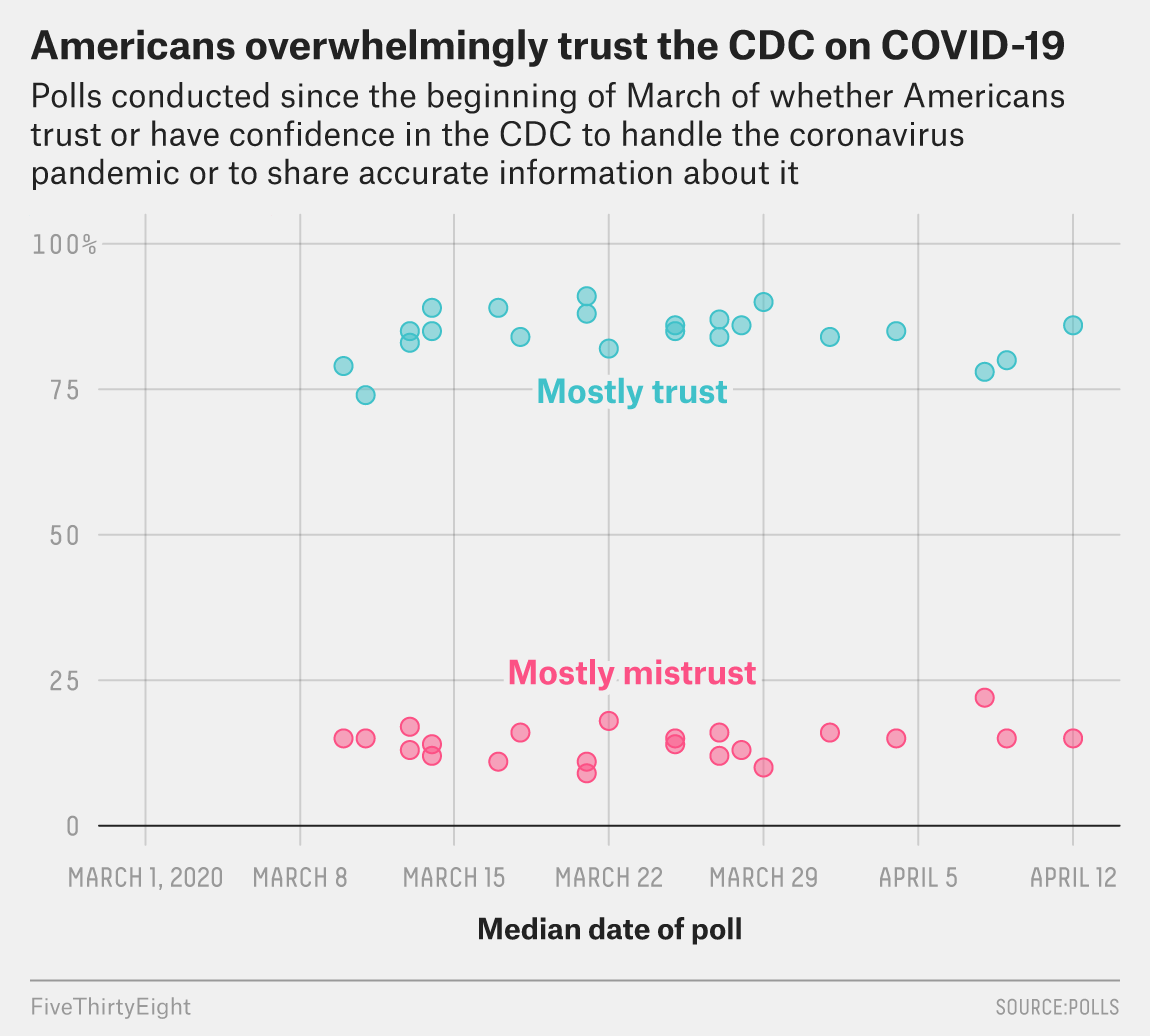 Americans overwhelmingly trust the CDC on COVID-19
Polls conducted since the beginning of March of whether Americans
trust or have confidence in the CDC to handle the coronavirus
pandemic or to share accurate information about it
100%
75
Mostly trust
50
Mostly mistrust
25
0
MARCH 1, 2020 MARCH 8 MARCH 15 MARCH 22 MARCH 29 APRIL 5 APRIL 12
Median date of poll
FiveThirtyEight SOURCE:POLLS